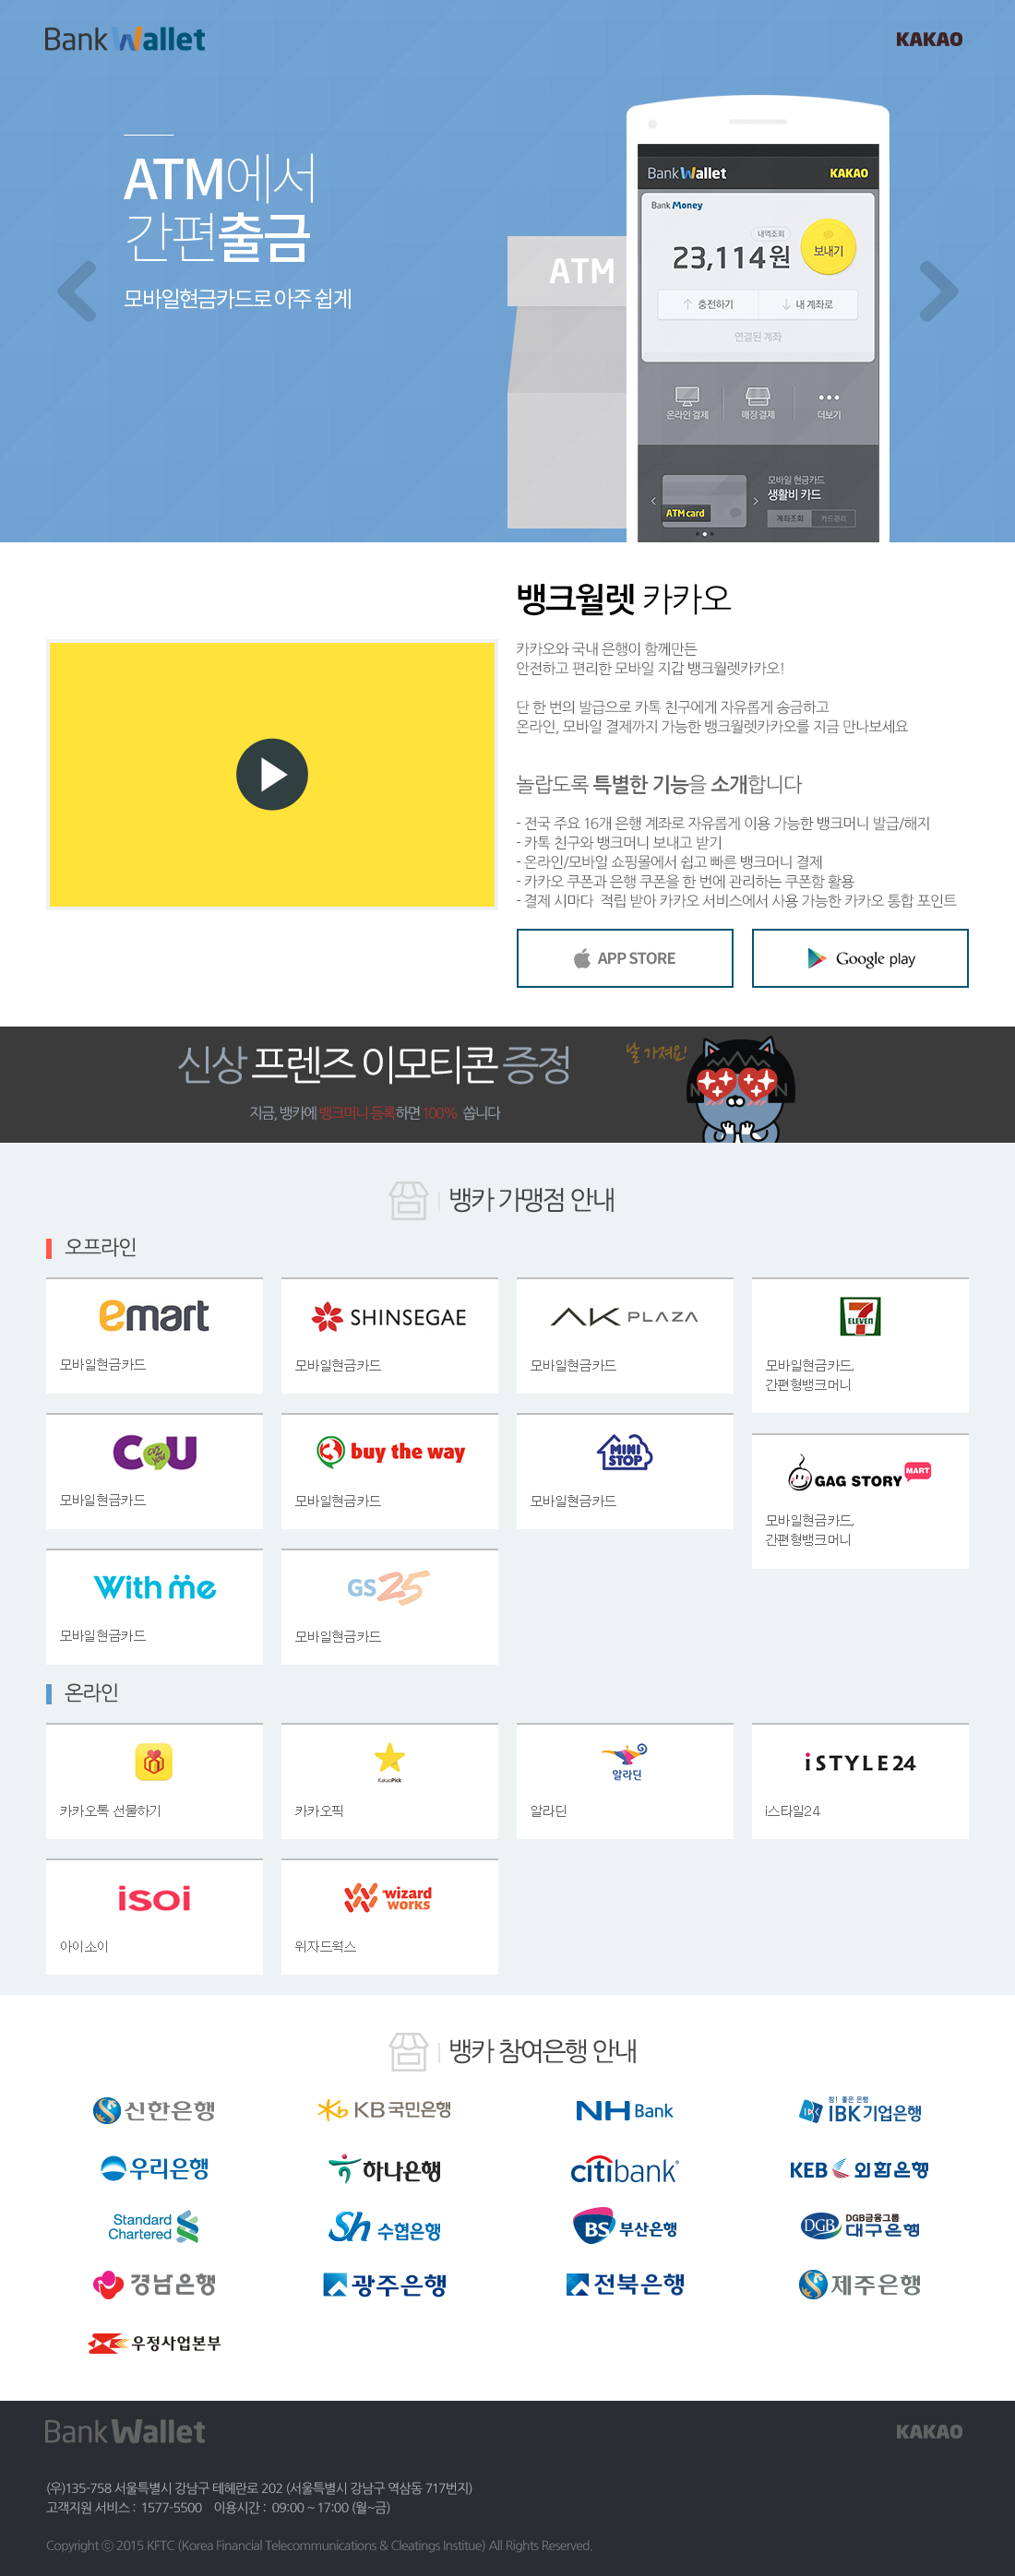 Bank Wallet
KAKAO
ATM에서
간편출금
모바일현금카드로 아주 쉽게
ATM
Bank Wallet
KAKAO
Bank Money
내역조회
23,114원
보내기
↑ 충전하기
↓ 내 계좌로
연결된 계좌
온라인 결제
매장 결제
더보기
모바일 현금카드
생활비 카드
ATM card
계좌조회
카드관리
뱅크월렛 카카오
카카오와 국내 은행이 함께만든
안전하고 편리한 모바일 지갑 뱅크월렛카카오!
단 한 번의 발급으로 카톡 친구에게 자유롭게 송금하고
온라인, 모바일 결제까지 가능한 뱅크월렛카카오를 지금 만나보세요
놀랍도록 특별한 기능을 소개합니다
- 전국 주요 16개 은행 계좌로 자유롭게 이용 가능한 뱅크머니 발급/해지
- 카톡 친구와 뱅크머니 보내고 받기
- 온라인/모바일 쇼핑몰에서 쉽고 빠른 뱅크머니 결제
- 카카오 쿠폰과 은행 쿠폰을 한 번에 관리하는 쿠폰함 활용
- 결제 시마다 적립 받아 카카오 서비스에서 사용 가능한 카카오 통합 포인트
APP STORE
Google play
신상 프렌즈 이모티콘 증정
지금, 뱅카에 뱅크머니 등록하면 100% 쏩니다
날 가져요!
뱅카 가맹점 안내
오프라인
emart
모바일현금카드
SHINSEGAE
모바일현금카드
AK PLAZA
모바일현금카드
7 ELEVEN
모바일현금카드,
간편형뱅크머니
CU
모바일현금카드
buy the way
모바일현금카드
MINI STOP
모바일현금카드
GAG STORY MART
모바일현금카드,
간편형뱅크머니
With me
모바일현금카드
GS25
모바일현금카드
온라인
카카오톡 선물하기
KakaoPick
카카오픽
알라딘
알라딘
iSTYLE24
i스타일24
isoi
아이소이
wizard
works
위자드웍스
뱅카 참여은행 안내
신한은행
KB국민은행
NH Bank
참! 좋은 은행
IBK기업은행
우리은행
하나은행
citibank
KEB 외환은행
Standard
Chartered
Sh 수협은행
BS 부산은행
DGB DGB금융그룹
대구은행
경남은행
광주은행
전북은행
제주은행
우정사업본부
Bank Wallet
KAKAO
(우)135-758 서울특별시 강남구 테헤란로 202 (서울특별시 강남구 역삼동 717번지)
고객지원 서비스 : 1577-5500 이용시간 : 09:00 ~ 17:00 (월~금)
Copyright ⓒ 2015 KFTC (Korea Financial Telecommunications & Cleatings Institue) All Rights Reserved.